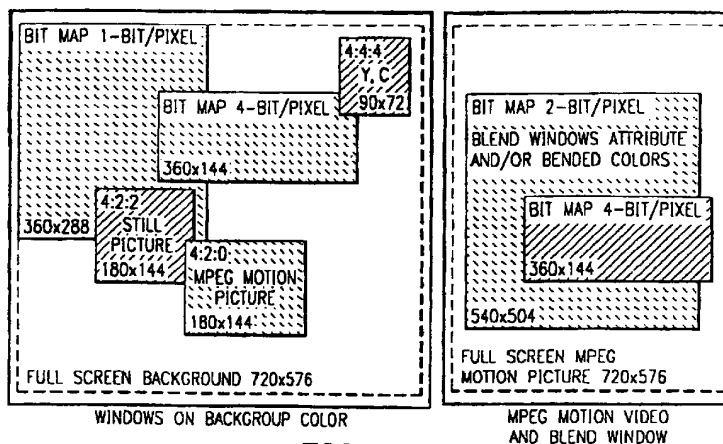 BIT MAP 1-BIT/PIXEL
4:4:4
Y, C
90x72
BIT MAP 4-BIT/PIXEL
360x144
360x288
4:2:2
STILL
PICTURE
180x144
4:2:0
MPEG MOTION
PICTURE
180x144
FULL SCREEN BACKGROUND 720x576
WINDOWS ON BACKGROUP COLOR
BIT MAP 2-BIT/PIXEL
BLEND WINDOWS ATTRIBUTE
AND/OR BENDED COLORS
BIT MAP 4-BIT/PIXEL
360x144
540x504
FULL SCREEN MPEG
MOTION PICTURE 720x576
MPEG MOTION VIDEO
AND BLEND WINDOW